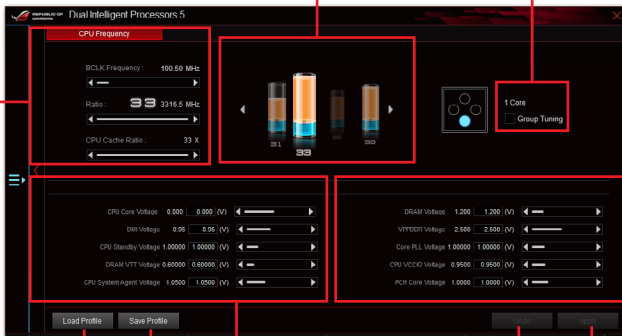 REPUBLIC OF GAMERS Dual Intelligent Processors 5
CPU Frequency
BCLK Frequency : 100.50 MHz
Ratio : 33 3316.5 MHz
CPU Cache Ratio : 33 X
31
33
33
1 Core
Group Tuning
CPU Core Voltage 0.000 0.000 (V)
DMI Voltage 0.05 0.05 (V)
CPU Standby Voltage 1.00000 1.00000 (V)
DRAM VTT Voltage 0.60000 0.60000 (V)
CPU System Agent Voltage 1.0500 1.0500 (V)
DRAM Voltage 1.200 1.200 (V)
VPPDDR Voltage 2.500 2.500 (V)
Core PLL Voltage 1.00000 1.00000 (V)
CPU VCCIO Voltage 0.9500 0.9500 (V)
PCH Core Voltage 1.0000 1.0000 (V)
Load Profile
Save Profile
Undo
Apply